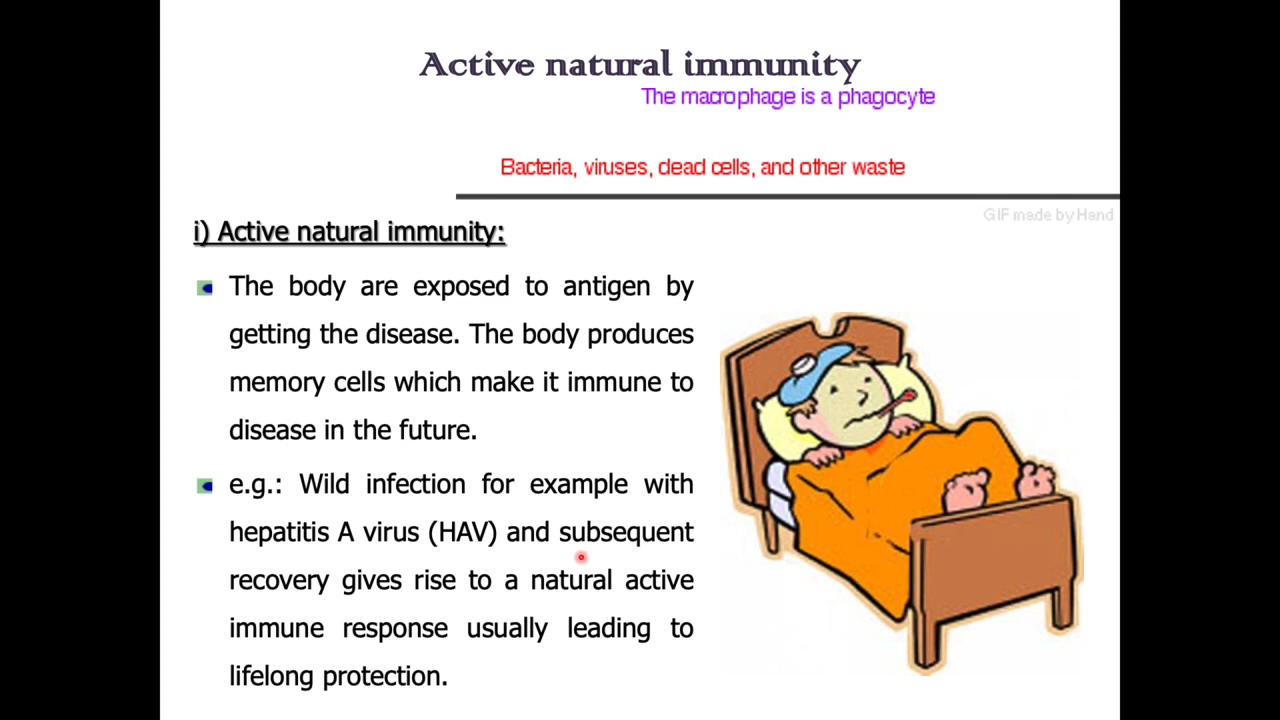 Active natural immunity
The macrophage is a phagocyte
Bacteria, viruses, dead cells, and other waste
GIF made by Hand
i) Active natural immunity:
The body are exposed to antigen by
getting the disease. The body produces
memory cells which make it immune to
disease in the future.
e.g.: Wild infection for example with
hepatitis A virus (HAV) and subsequent
recovery gives rise to a natural active
immune response usually leading to
lifelong protection.